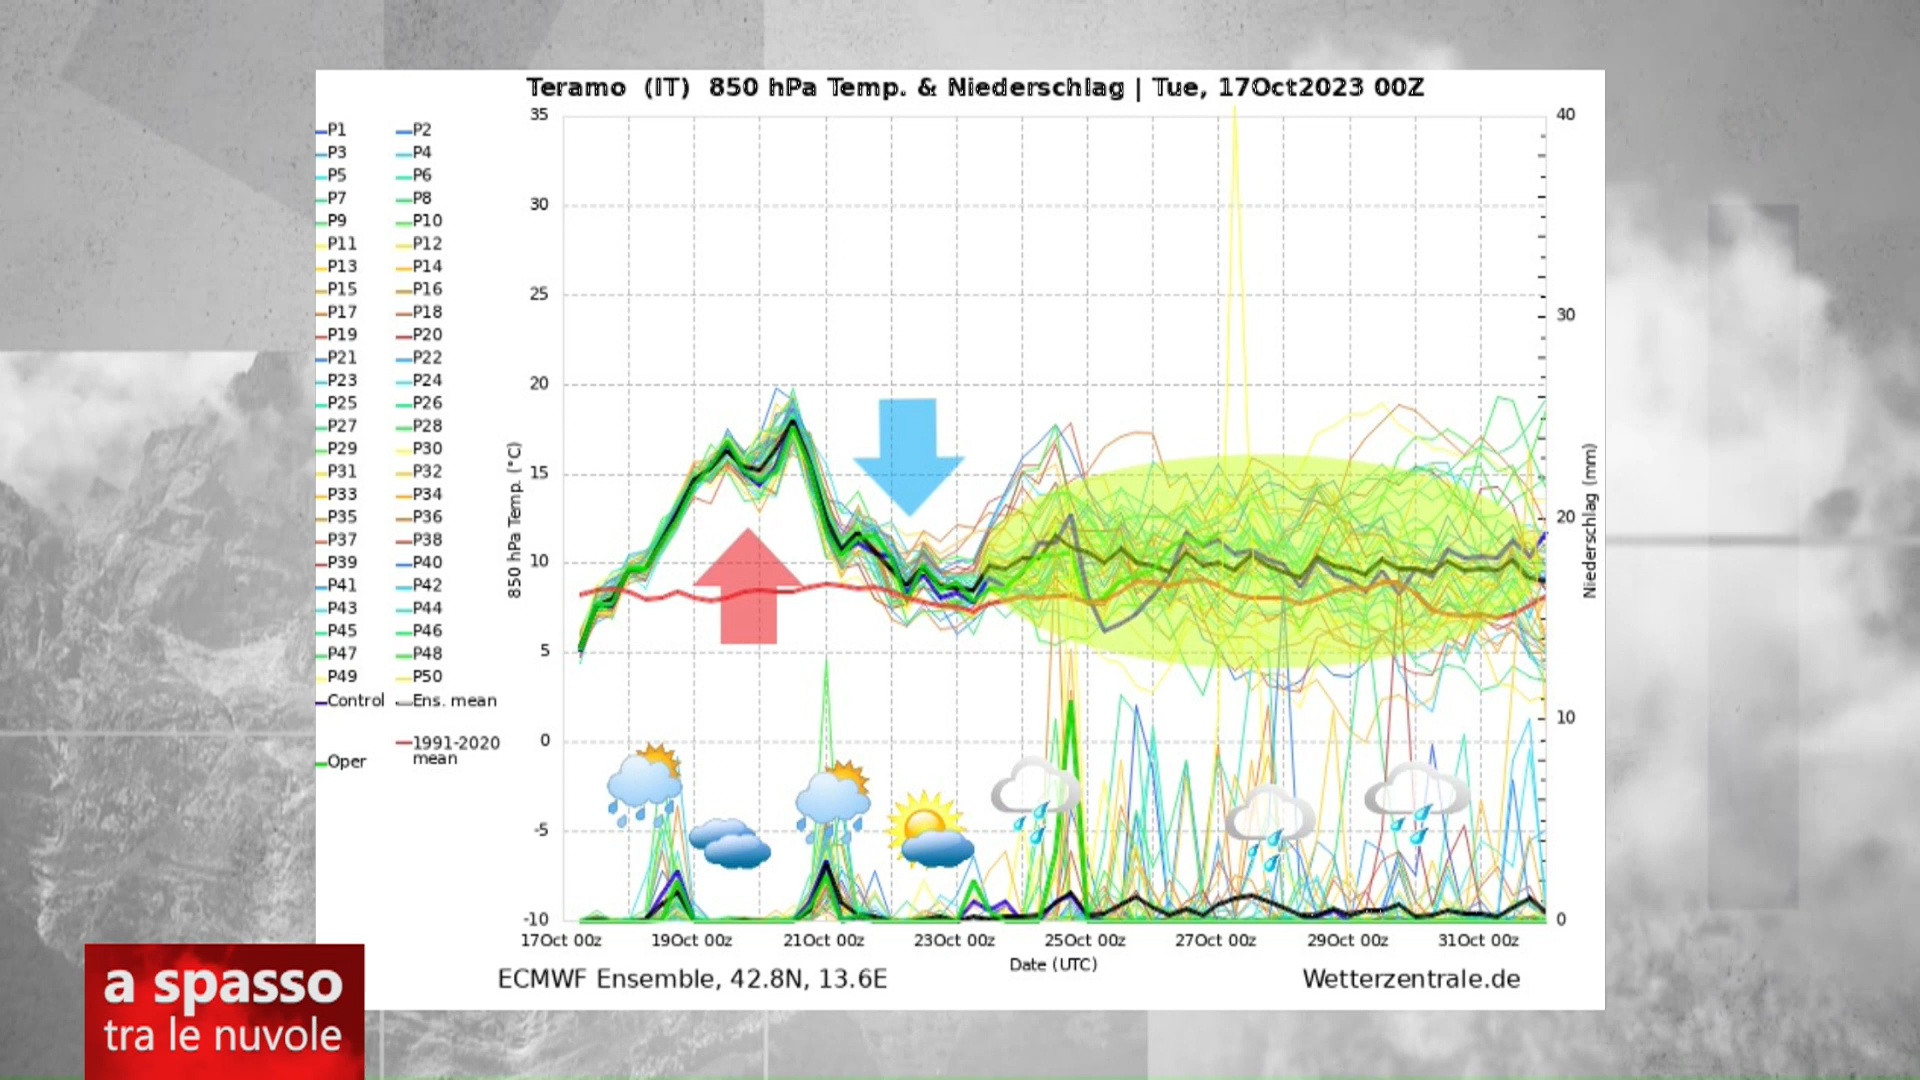 Teramo (IT) 850 hPa Temp. & Niederschlag | Tue, 17Oct2023 00Z
P1 P2
P3 P4
P5 P6
P7 P8
P9 P10
P11 P12
P13 P14
P15 P16
P17 P18
P19 P20
P21 P22
P23 P24
P25 P26
P27 P28
P29 P30
P31 P32
P33 P34
P35 P36
P37 P38
P39 P40
P41 P42
P43 P44
P45 P46
P47 P48
P49 P50
Control Ens. mean
Oper 1991-2020
mean
850 hPa Temp. (°C)
35
30
25
20
15
10
5
0
-5
-10
40
30
20
10
0
Niederschlag (mm)
17Oct 00z 19Oct 00z 21Oct 00z 23Oct 00z 25Oct 00z 27Oct 00z 29Oct 00z 31Oct 00z
Date (UTC)
ECMWF Ensemble, 42.8N, 13.6E Wetterzentrale.de
a spasso
tra le nuvole